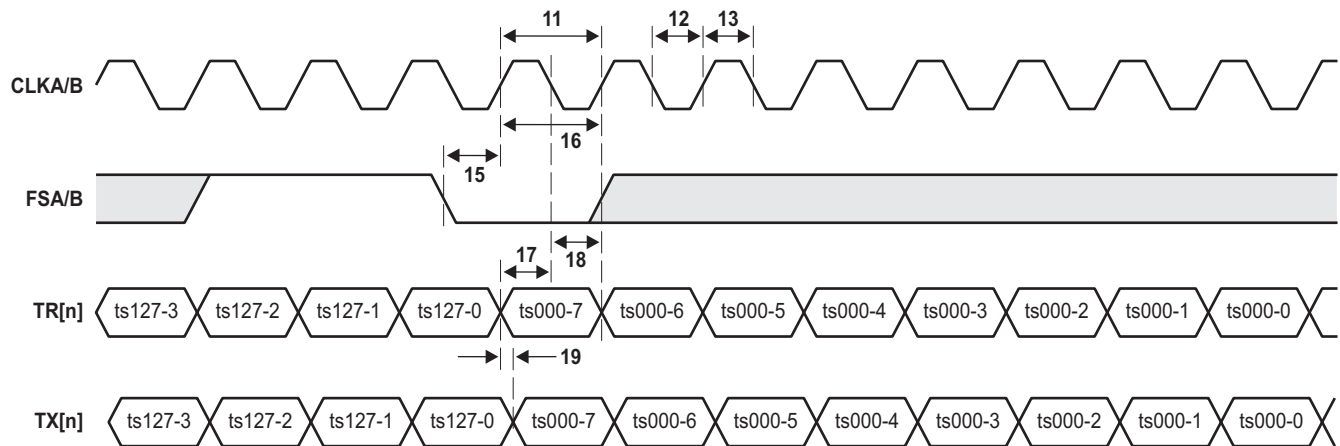 11 12 13
CLKA/B
16
15
FSA/B
17 18
TR[n] ts127-3 ts127-2 ts127-1 ts127-0 ts000-7 ts000-6 ts000-5 ts000-4 ts000-3 ts000-2 ts000-1 ts000-0
19
TX[n] ts127-3 ts127-2 ts127-1 ts127-0 ts000-7 ts000-6 ts000-5 ts000-4 ts000-3 ts000-2 ts000-1 ts000-0